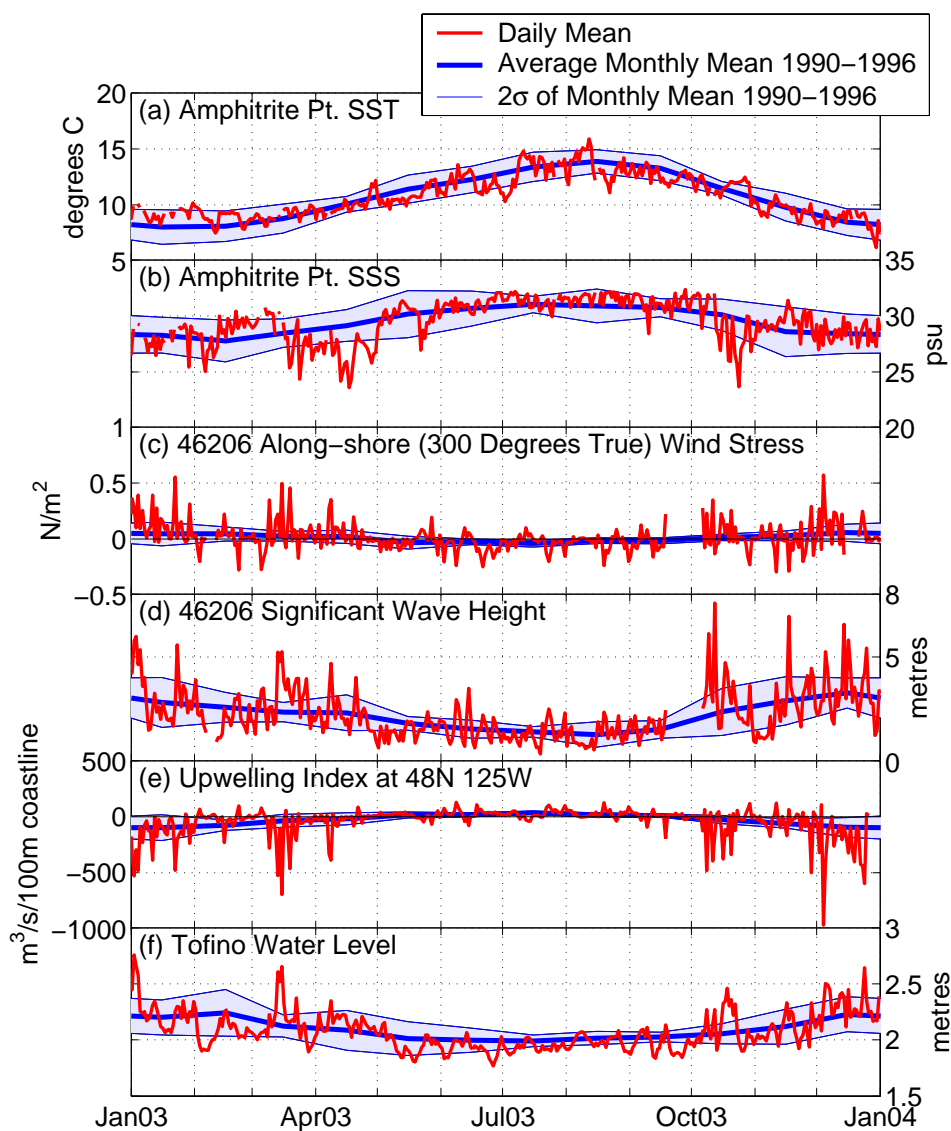 Daily Mean
Average Monthly Mean 1990−1996
2σ of Monthly Mean 1990−1996
(a) Amphitrite Pt. SST
degrees C
20
15
10
5
(b) Amphitrite Pt. SSS
psu
35
30
25
20
(c) 46206 Along−shore (300 Degrees True) Wind Stress
N/m²
1
0.5
0
−0.5
(d) 46206 Significant Wave Height
metres
8
5
0
(e) Upwelling Index at 48N 125W
m³/s/100m coastline
500
0
−500
−1000
(f) Tofino Water Level
metres
3
2.5
2
1.5
Jan03 Apr03 Jul03 Oct03 Jan04